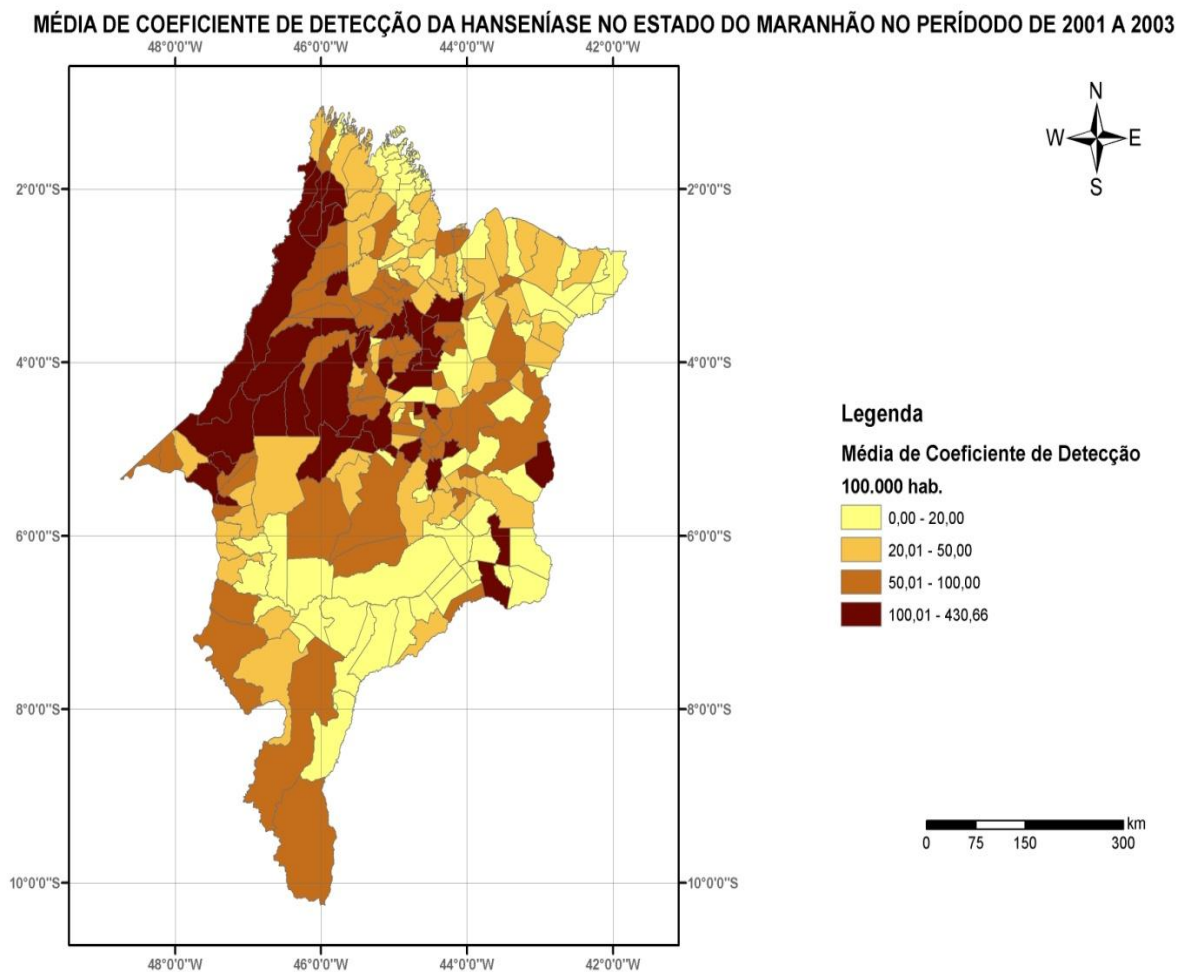 MÉDIA DE COEFICIENTE DE DETECÇÃO DA HANSENÍASE NO ESTADO DO MARANHÃO NO PERÍDODO DE 2001 A 2003
48°0'0"W 46°0'0"W 44°0'0"W 42°0'0"W
N
W E
S
2°0'0"S 2°0'0"S
4°0'0"S 4°0'0"S
Legenda
Média de Coeficiente de Detecção
100.000 hab.
0,00 - 20,00
20,01 - 50,00
50,01 - 100,00
100,01 - 430,66
6°0'0"S 6°0'0"S
8°0'0"S 8°0'0"S
km
0 75 150 300
10°0'0"S 10°0'0"S
48°0'0"W 46°0'0"W 44°0'0"W 42°0'0"W